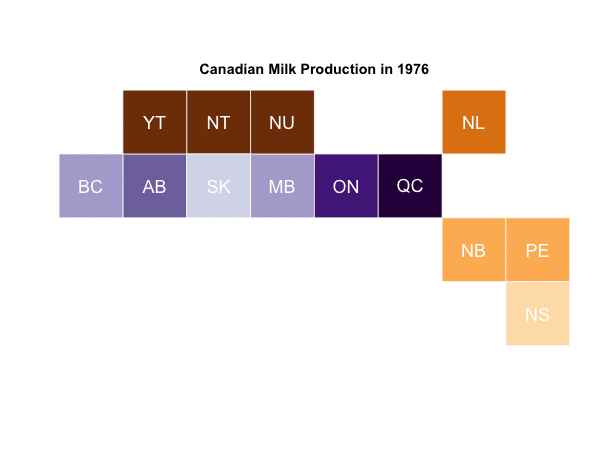 Canadian Milk Production in 1976
YT NT NU NL
BC AB SK MB ON QC
NB PE
NS